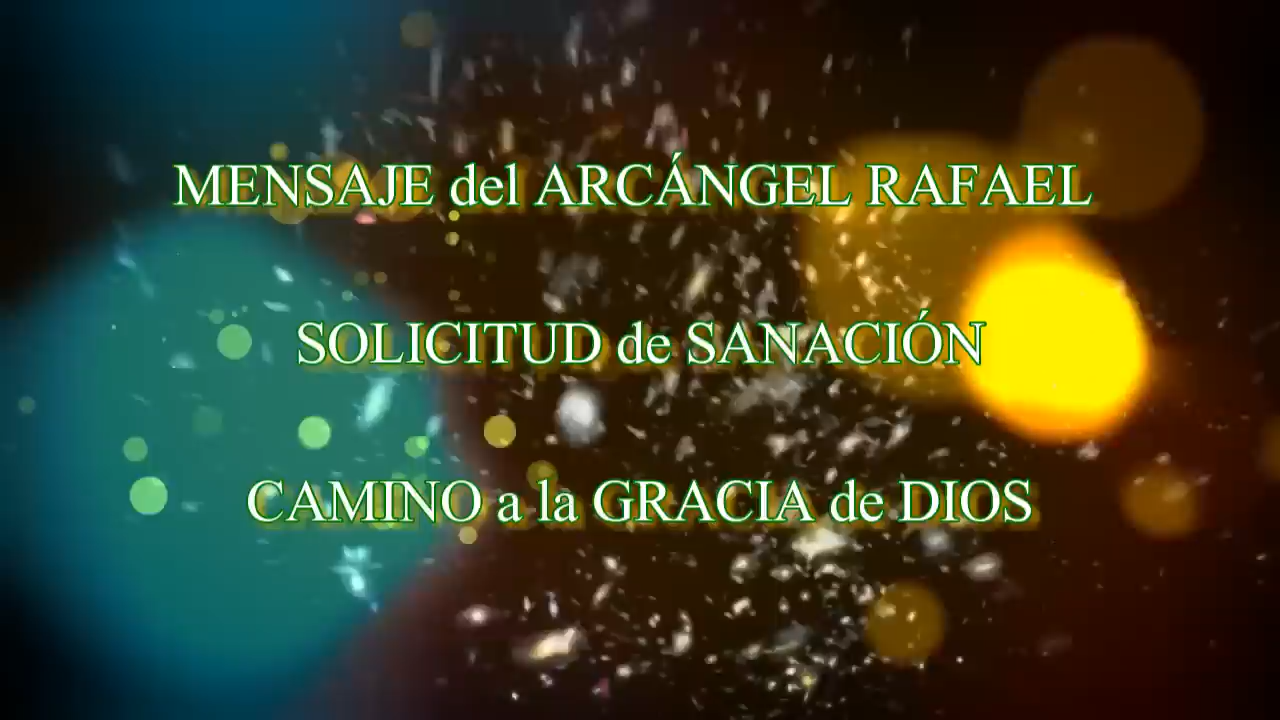 MENSAJE del ARCÁNGEL RAFAEL
SOLICITUD de SANACIÓN
CAMINO a la GRACIA de DIOS